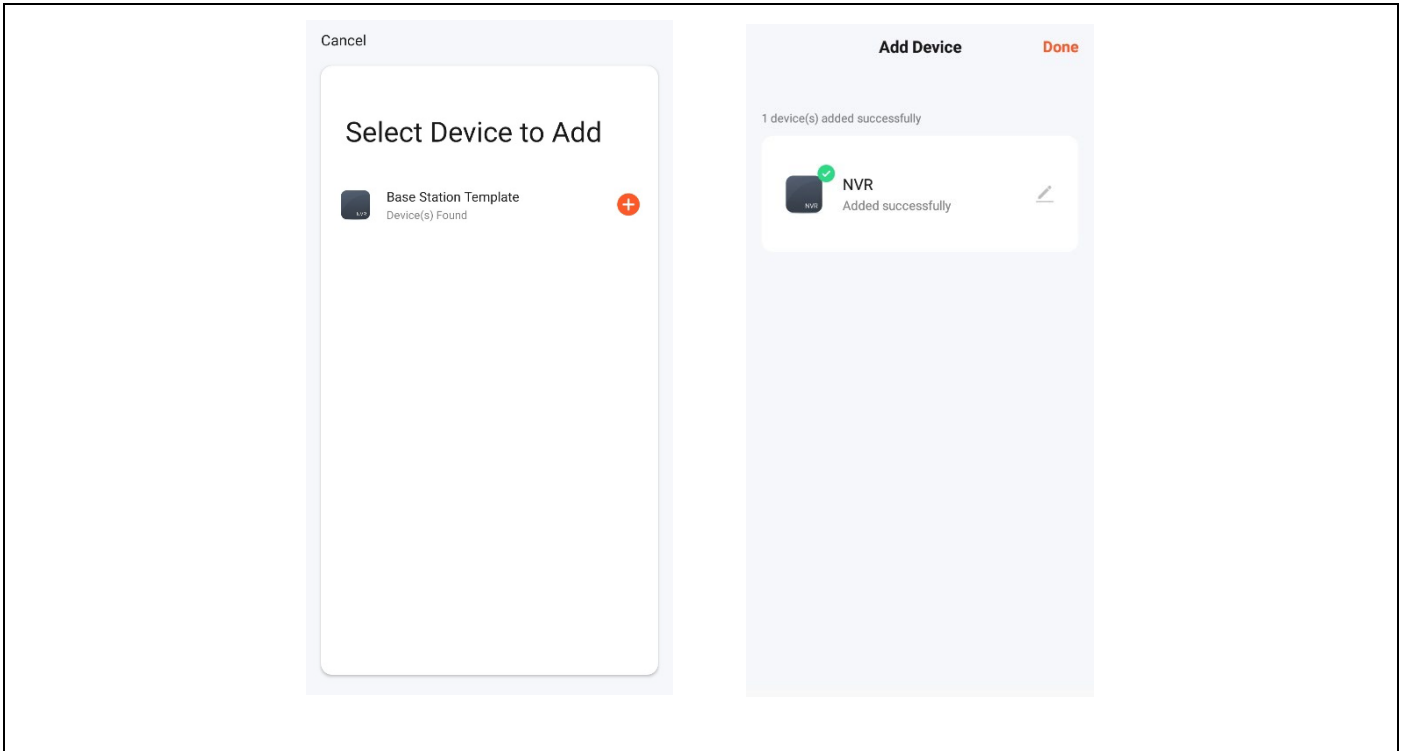 Cancel
Select Device to Add
Base Station Template
Device(s) Found
Add Device
Done
1 device(s) added successfully
NVR
NVR
Added successfully